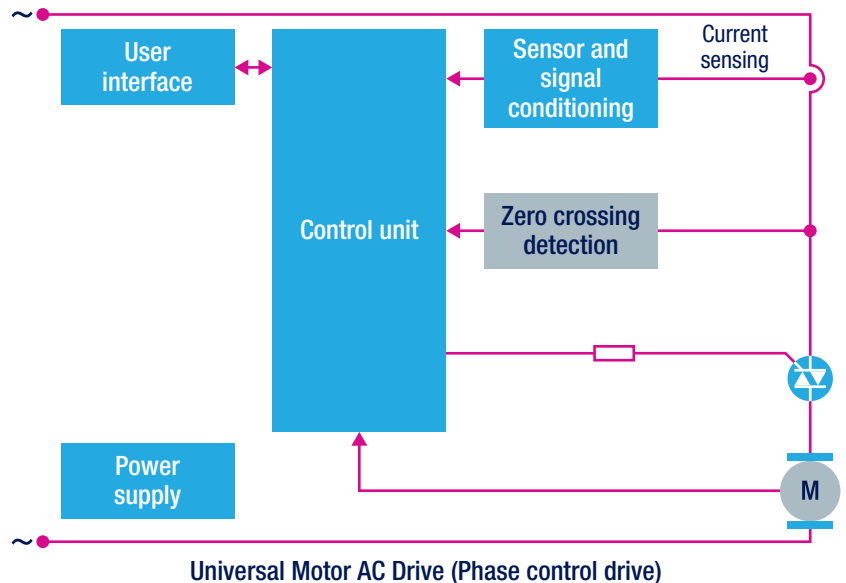 ~
User
interface
Sensor and
signal
conditioning
Current
sensing
Control unit
Zero crossing
detection
Power
supply
M
~
Universal Motor AC Drive (Phase control drive)